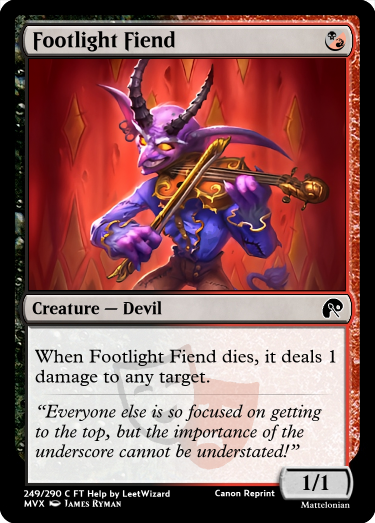 Footlight Fiend
Creature — Devil
When Footlight Fiend dies, it deals 1
damage to any target.
“Everyone else is so focused on getting
to the top, but the importance of the
underscore cannot be understated!”
1/1
249/290 C FT Help by LeetWizard
Canon Reprint
MVX JAMES RYMAN
Mattelonian